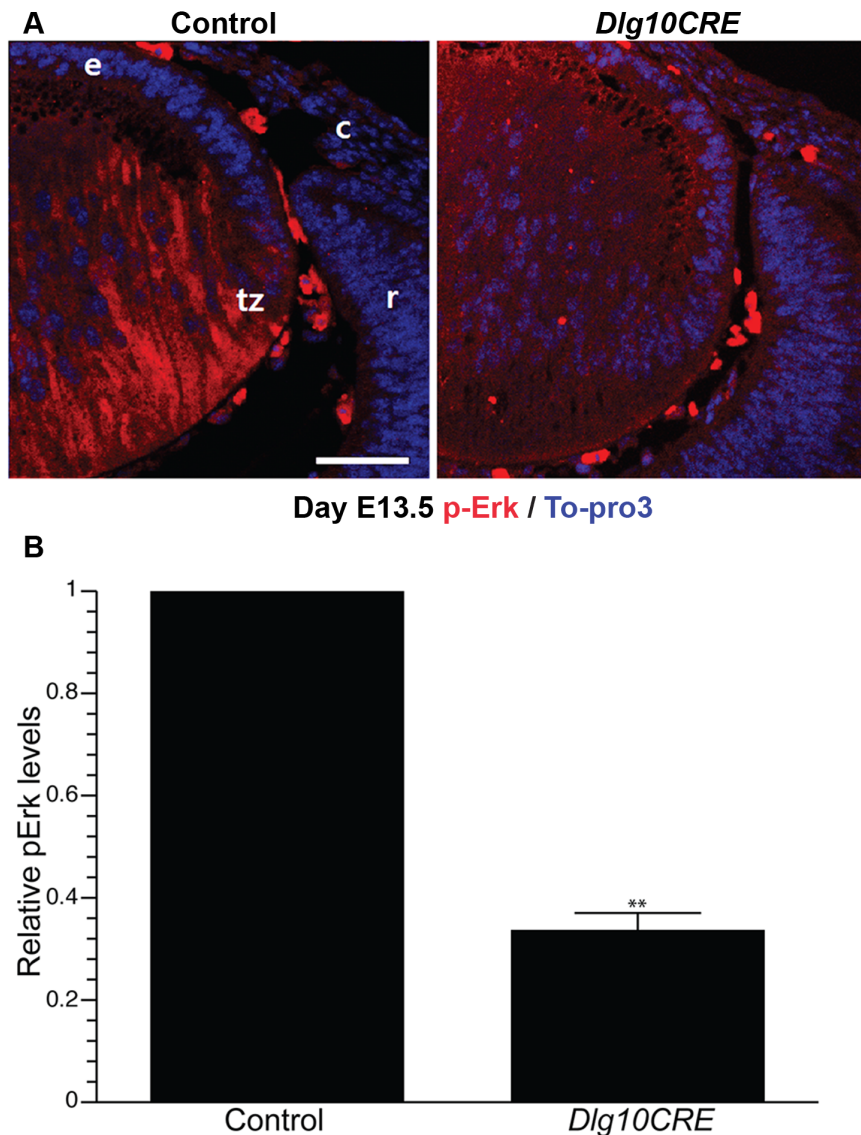 A Control Dlg10CRE
e
c
tz
r
Day E13.5 p-Erk / To-pro3
B
Relative pErk levels
1
0.8
0.6
0.4
0.2
0
**
Control Dlg10CRE